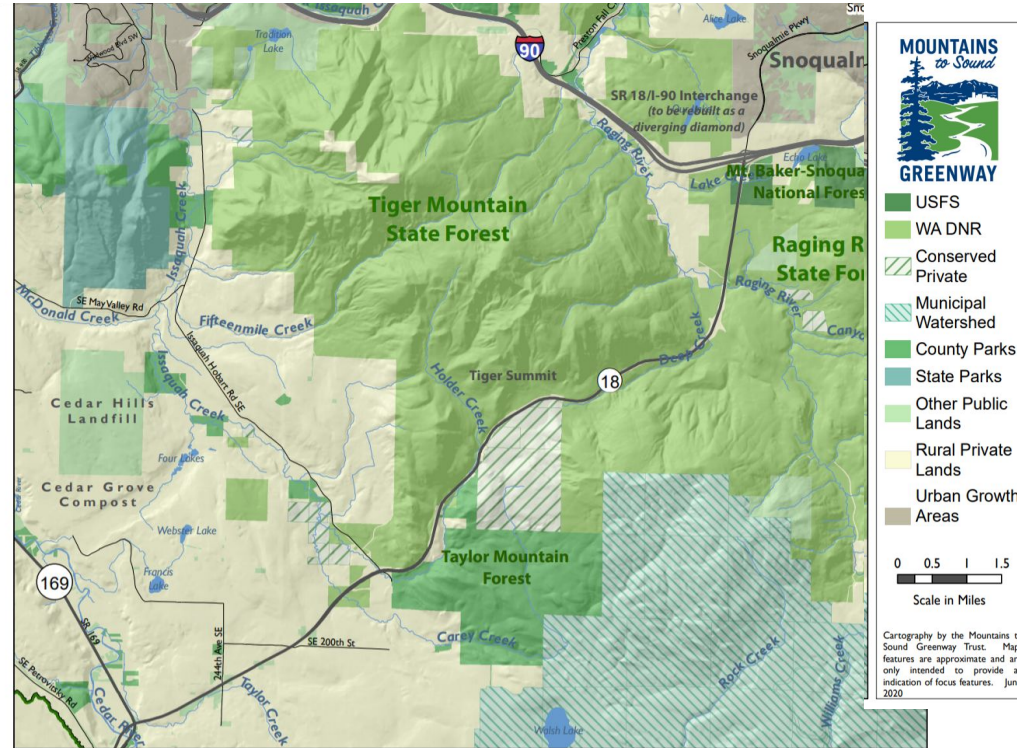 Issaquah C
Tradition
Lake
90
Preston Fall C
Alice Lake
Snoqualmie Pkwy
Sno
Snoqualr
SR 18/I-90 Interchange
(to be rebuilt as a
diverging diamond)
Raging River
Echo Lake
Lake Creek
Mt. Baker-Snoqua
National Fores
Issaquah Creek
Tiger Mountain
State Forest
Raging R
State For
Raging River
SE May Valley Rd
McDonald Creek
Fifteenmile Creek
Canyo
Issaquah Hobart Rd SE
Issaquah Creek
Deep Creek
Holder Creek
Tiger Summit
18
Cedar Hills
Landfill
Four Lakes
Cedar Grove
Compost
Webster Lake
Francis
Lake
Taylor Mountain
Forest
169
SR 169
SE 200th St
244th Ave SE
Carey Creek
SE Petrovitsky Rd
Cedar River
Taylor Creek
Rock Creek
Williams Creek
Walsh Lake
MOUNTAINS
to Sound
GREENWAY
USFS
WA DNR
Conserved
Private
Municipal
Watershed
County Parks
State Parks
Other Public
Lands
Rural Private
Lands
Urban Growth
Areas
0 0.5 1 1.5
Scale in Miles
Cartography by the Mountains t
Sound Greenway Trust. Map
features are approximate and ar
only intended to provide a
indication of focus features. Jun
2020